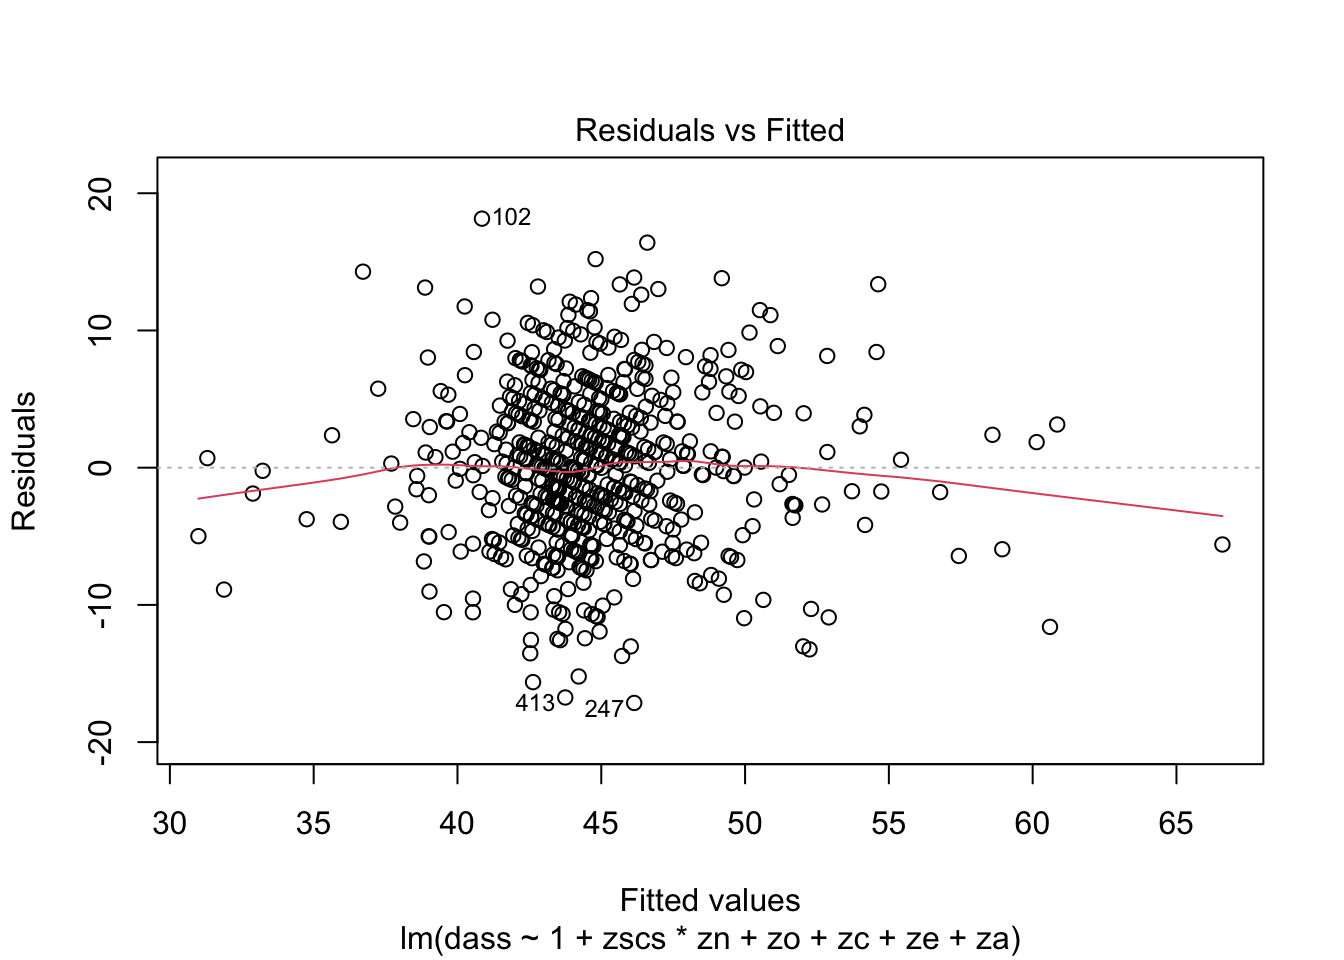 Residuals vs Fitted
Residuals
20
10
0
-10
-20
102
413
247
30 35 40 45 50 55 60 65
Fitted values
lm(dass ~ 1 + zscs * zn + zo + zc + ze + za)